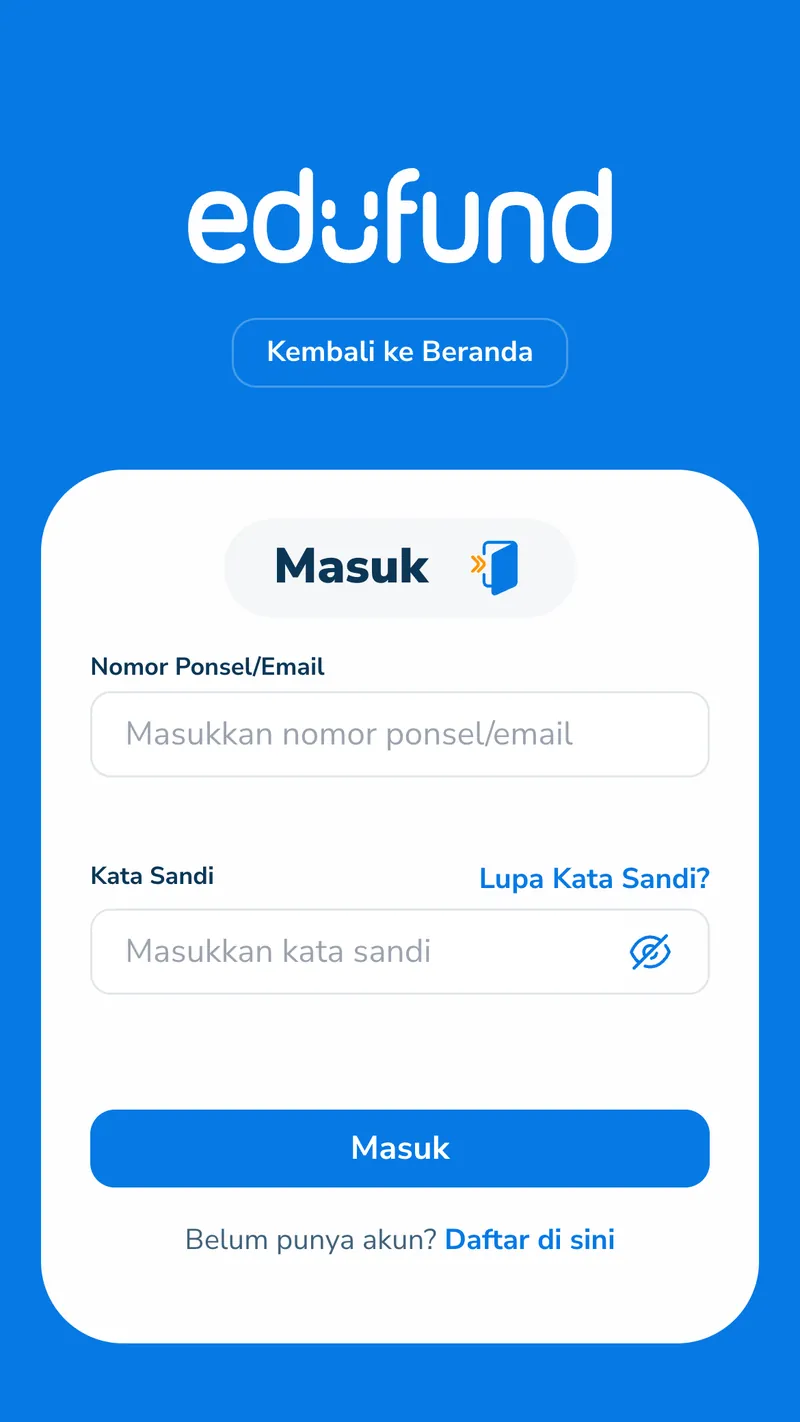 edufund
Kembali ke Beranda
Masuk
Nomor Ponsel/Email
Masukkan nomor ponsel/email
Kata Sandi
Lupa Kata Sandi?
Masukkan kata sandi
Masuk
Belum punya akun? Daftar di sini